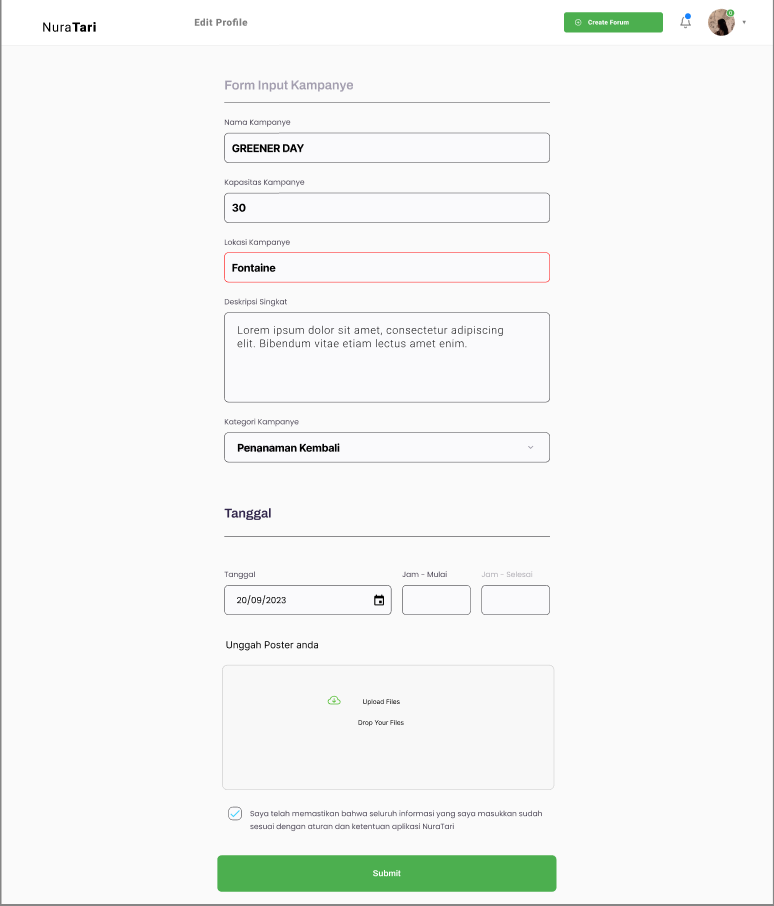 NuraTari
Edit Profile
Create Forum
Form Input Kampanye
Nama Kampanye
GREENER DAY
Kapasitas Kampanye
30
Lokasi Kampanye
Fontaine
Deskripsi Singkat
Lorem ipsum dolor sit amet, consectetur adipiscing
elit. Bibendum vitae etiam lectus amet enim.
Kategori Kampanye
Penanaman Kembali
Tanggal
Tanggal
Jam - Mulai
Jam - Selesai
20/09/2023
Unggah Poster anda
Upload Files
Drop Your Files
Saya telah memastikan bahwa seluruh informasi yang saya masukkan sudah
sesuai dengan aturan dan ketentuan aplikasi NuraTari
Submit